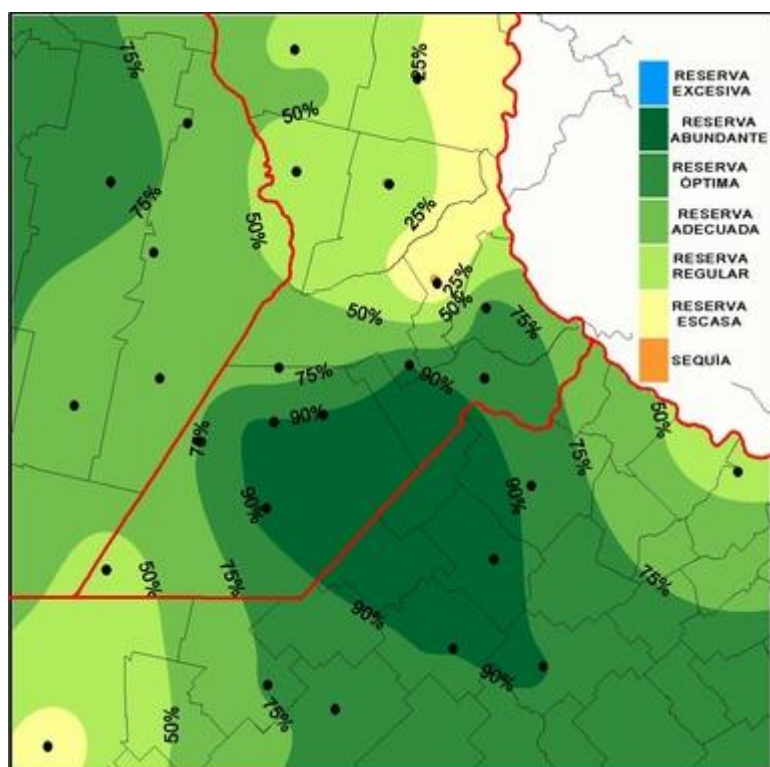 75%
25%
50%
75%
50%
25%
25%
50%
50%
75%
75%
90%
90%
75%
50%
75%
90%
90%
50%
75%
75%
90%
90%
75%
50%
RESERVA
EXCESIVA
RESERVA
ABUNDANTE
RESERVA
ÓPTIMA
RESERVA
ADECUADA
RESERVA
REGULAR
RESERVA
ESCASA
SEQUÌA